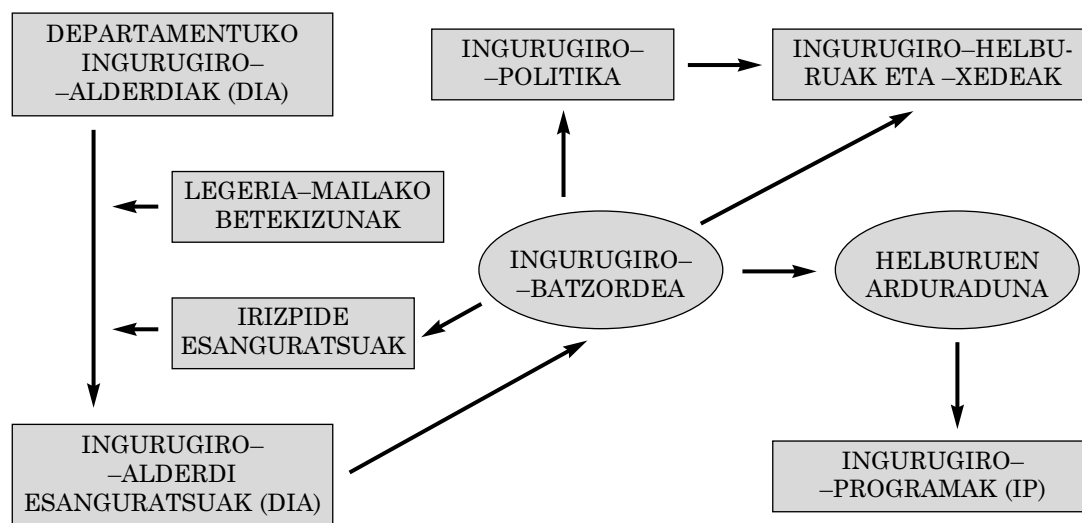 DEPARTAMENTUKO
INGURUGIRO–
–ALDERDIAK (DIA)
INGURUGIRO–
–POLITIKA
INGURUGIRO–HELBU-
RUAK ETA –XEDEAK
LEGERIA–MAILAKO
BETEKIZUNAK
INGURUGIRO–
–BATZORDEA
HELBURUEN
ARDURADUNA
IRIZPIDE
ESANGURATSUAK
INGURUGIRO–
–ALDERDI
ESANGURATSUAK (DIA)
INGURUGIRO–
–PROGRAMAK (IP)